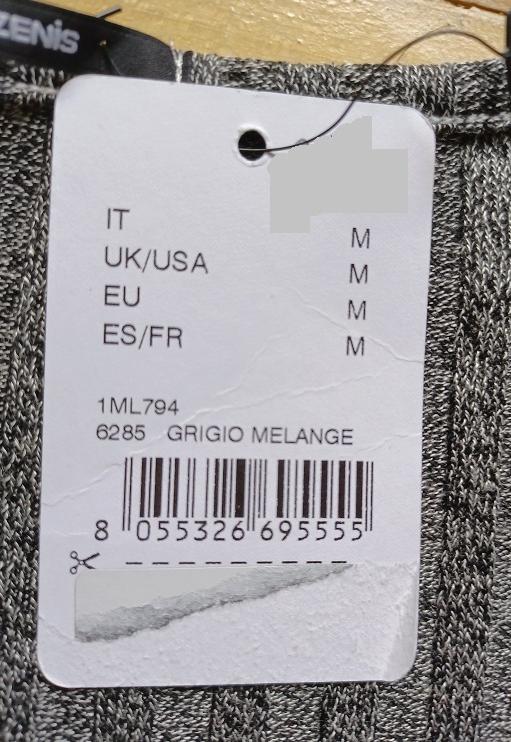 ZENIS
IT M
UK/USA M
EU M
ES/FR M
1ML794
6285 GRIGIO MELANGE
8 055326 695555